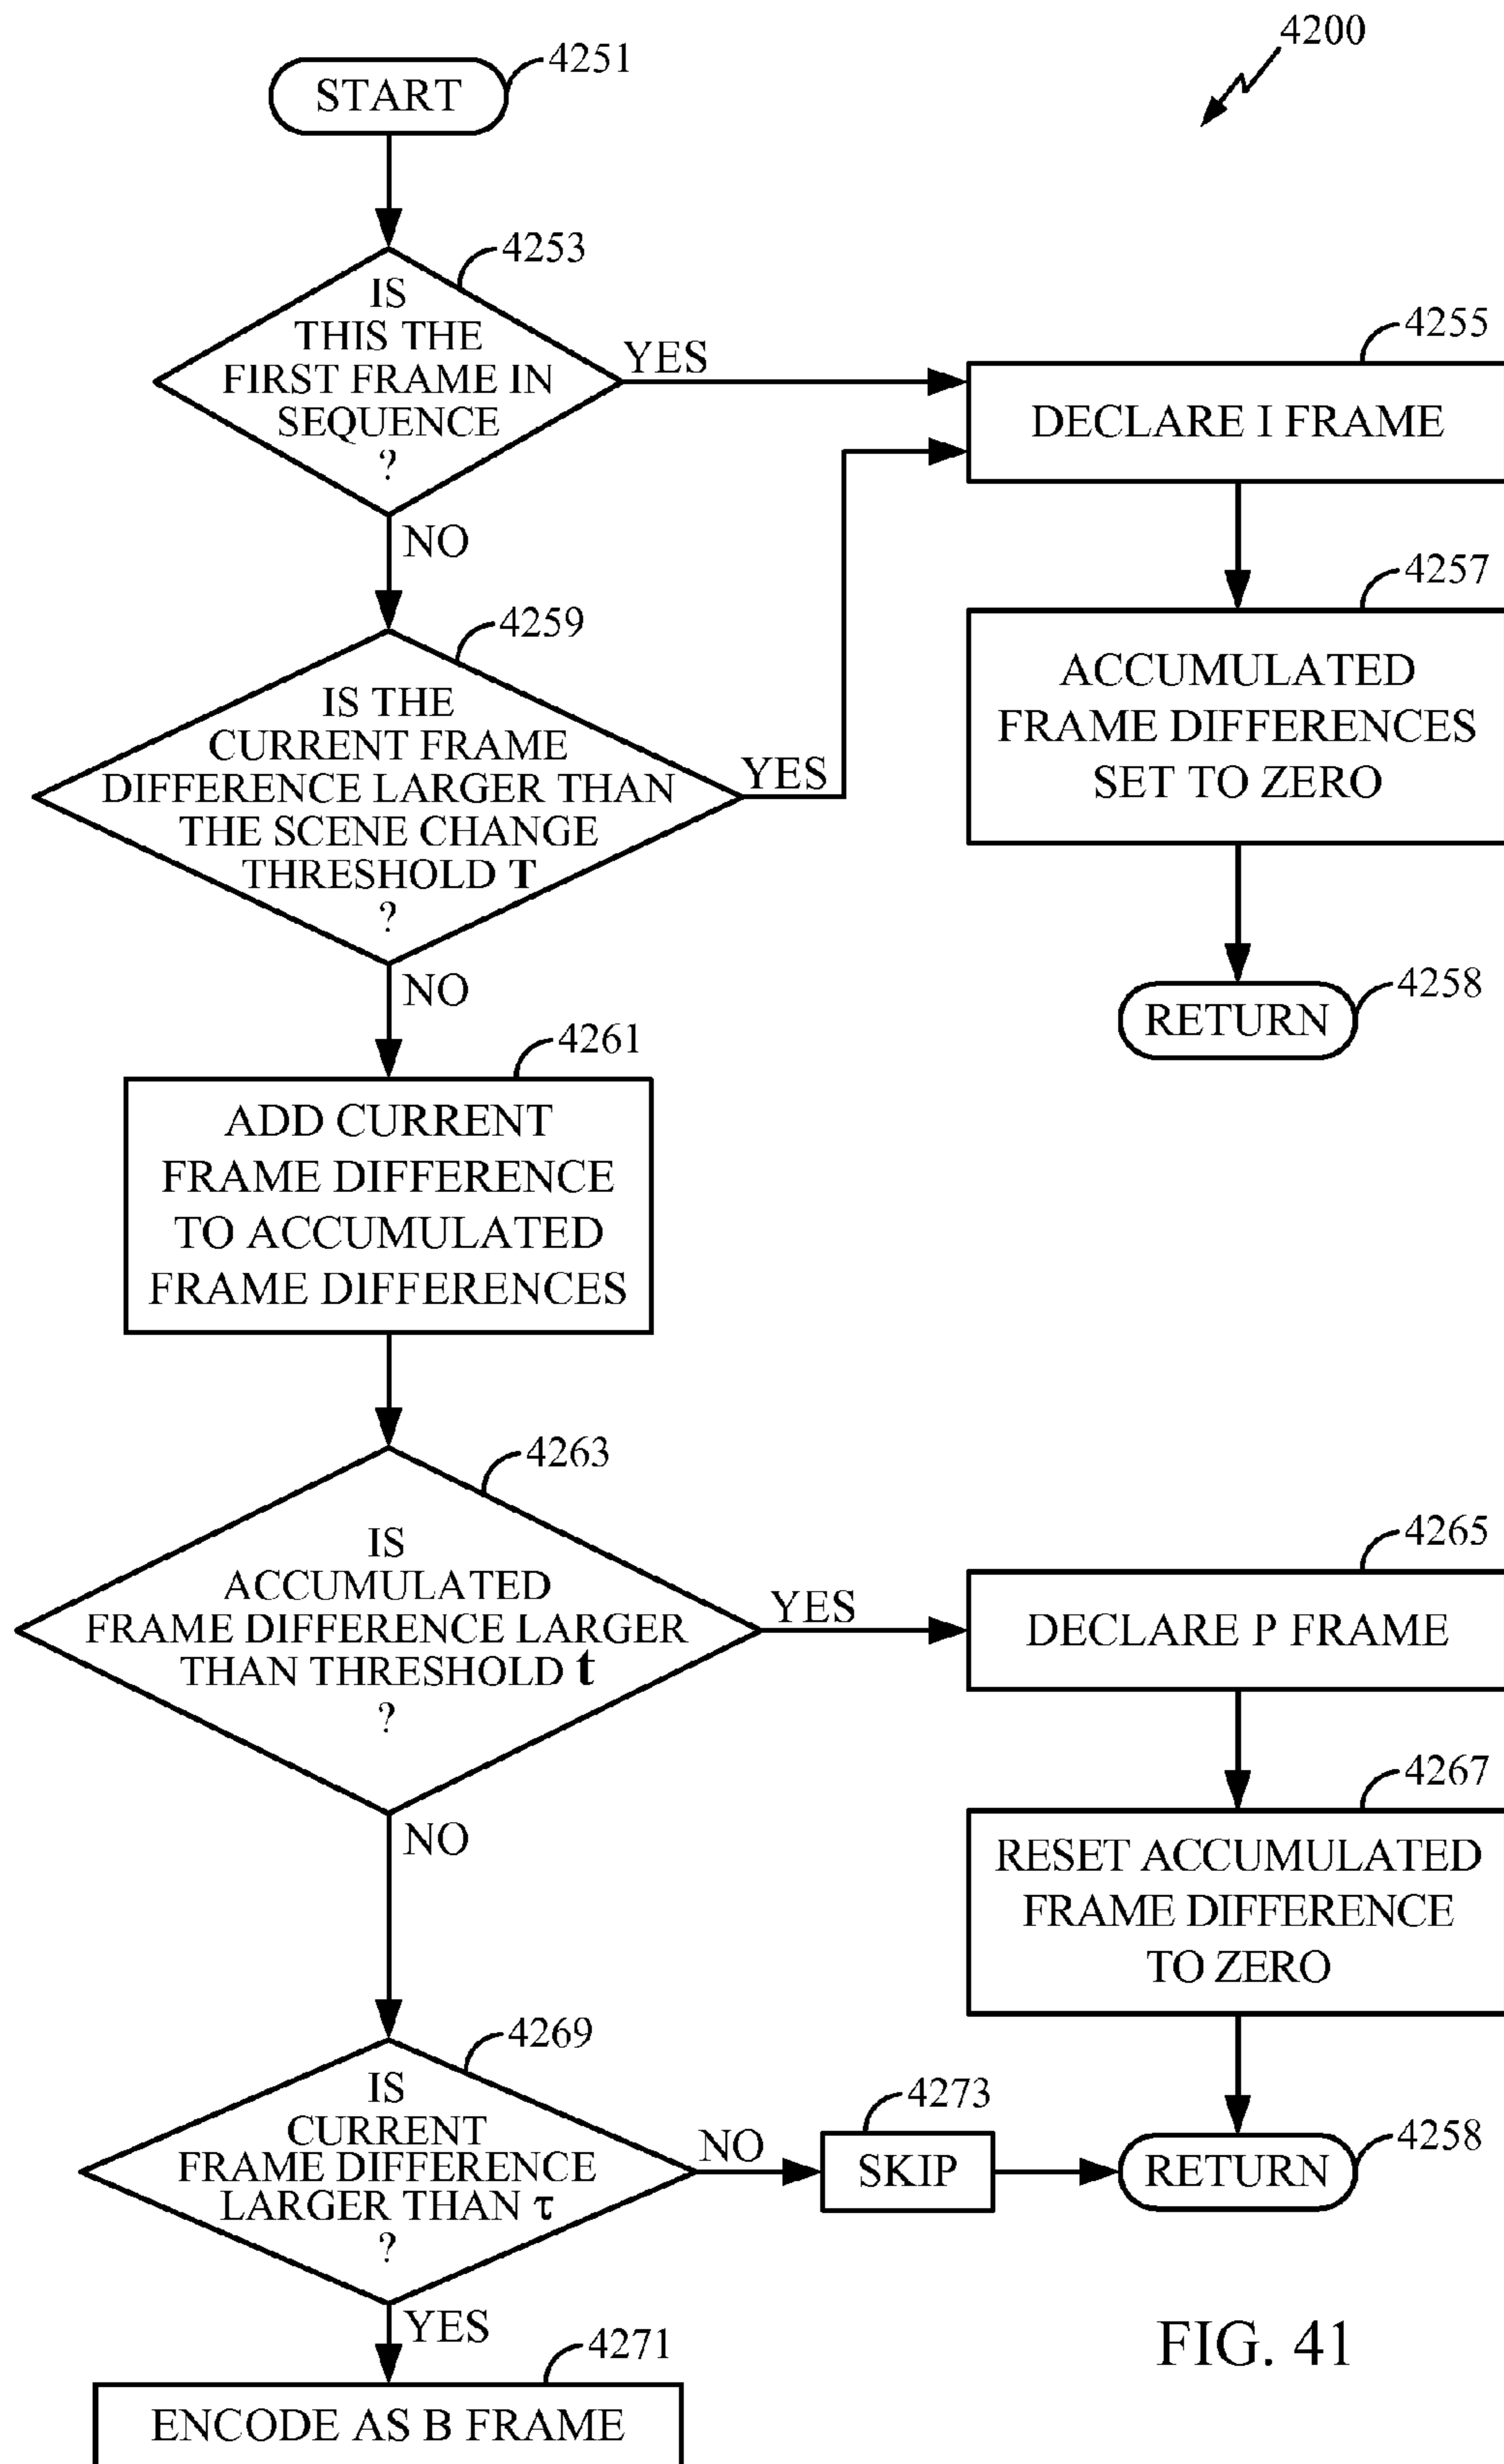 4200
START
4251
4253
IS
THIS THE
FIRST FRAME IN
SEQUENCE
?
YES
NO
4255
DECLARE I FRAME
4257
ACCUMULATED
FRAME DIFFERENCES
SET TO ZERO
RETURN
4258
4259
IS THE
CURRENT FRAME
DIFFERENCE LARGER THAN
THE SCENE CHANGE
THRESHOLD T
?
YES
NO
4261
ADD CURRENT
FRAME DIFFERENCE
TO ACCUMULATED
FRAME DIFFERENCES
4263
IS
ACCUMULATED
FRAME DIFFERENCE LARGER
THAN THRESHOLD t
?
YES
NO
4265
DECLARE P FRAME
4267
RESET ACCUMULATED
FRAME DIFFERENCE
TO ZERO
4269
IS
CURRENT
FRAME DIFFERENCE
LARGER THAN τ
?
NO
4273
SKIP
RETURN
4258
YES
4271
ENCODE AS B FRAME
FIG. 41